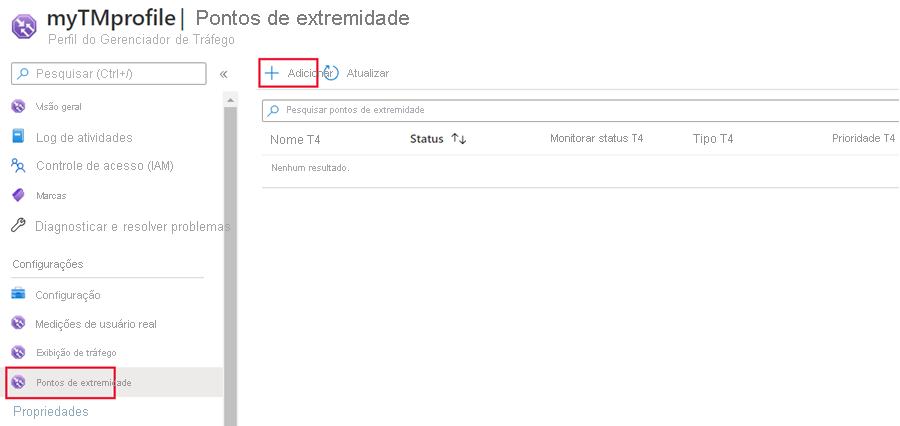 myTMprofile | Pontos de extremidade
Perfil do Gerenciador de Tráfego
Pesquisar (Ctrl+/) «
Visão geral
Log de atividades
Controle de acesso (IAM)
Marcas
Diagnosticar e resolver problemas
Configurações
Configuração
Medições de usuário real
Exibição de tráfego
Pontos de extremidade
Propriedades
Adicionar Atualizar
Pesquisar pontos de extremidade
Nome T4 Status ↑↓ Monitorar status T4 Tipo T4 Prioridade T4
Nenhum resultado.